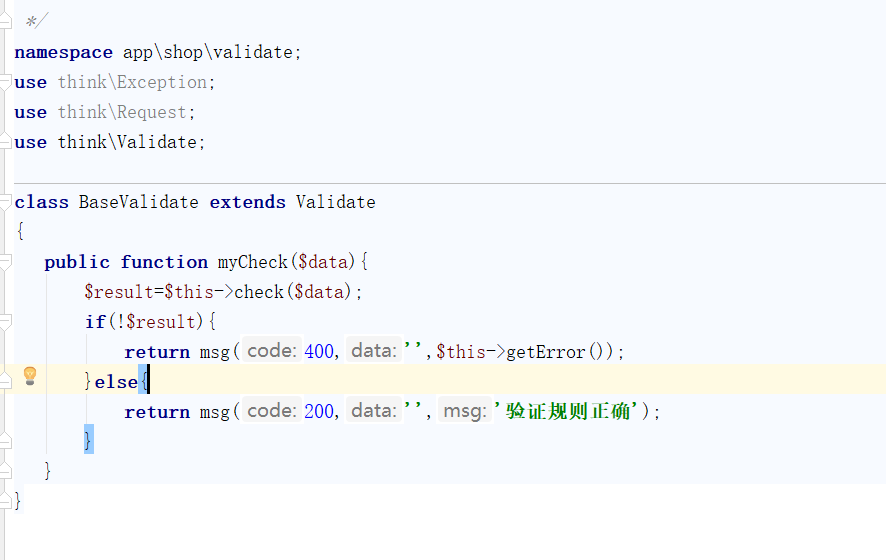 */
namespace app\shop\validate;
use think\Exception;
use think\Request;
use think\Validate;
class BaseValidate extends Validate
{
public function myCheck($data){
$result=$this->check($data);
if(!$result){
return msg( code: 400, data: '',$this->getError());
}else{
return msg( code: 200, data: '', msg: '验证规则正确');
}
}
}